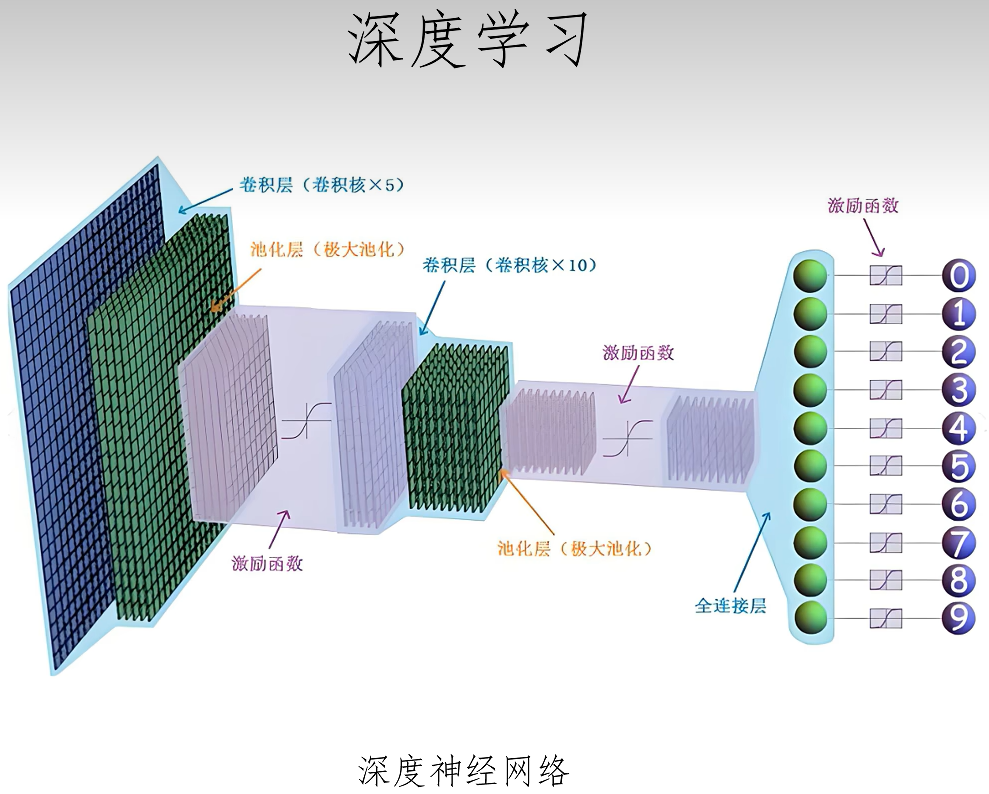 深度学习
卷积层（卷积核×5）
激励函数
池化层（极大池化）
卷积层（卷积核×10）
激励函数
池化层（极大池化）
激励函数
全连接层
0
1
2
3
4
5
6
7
8
9
深度神经网络